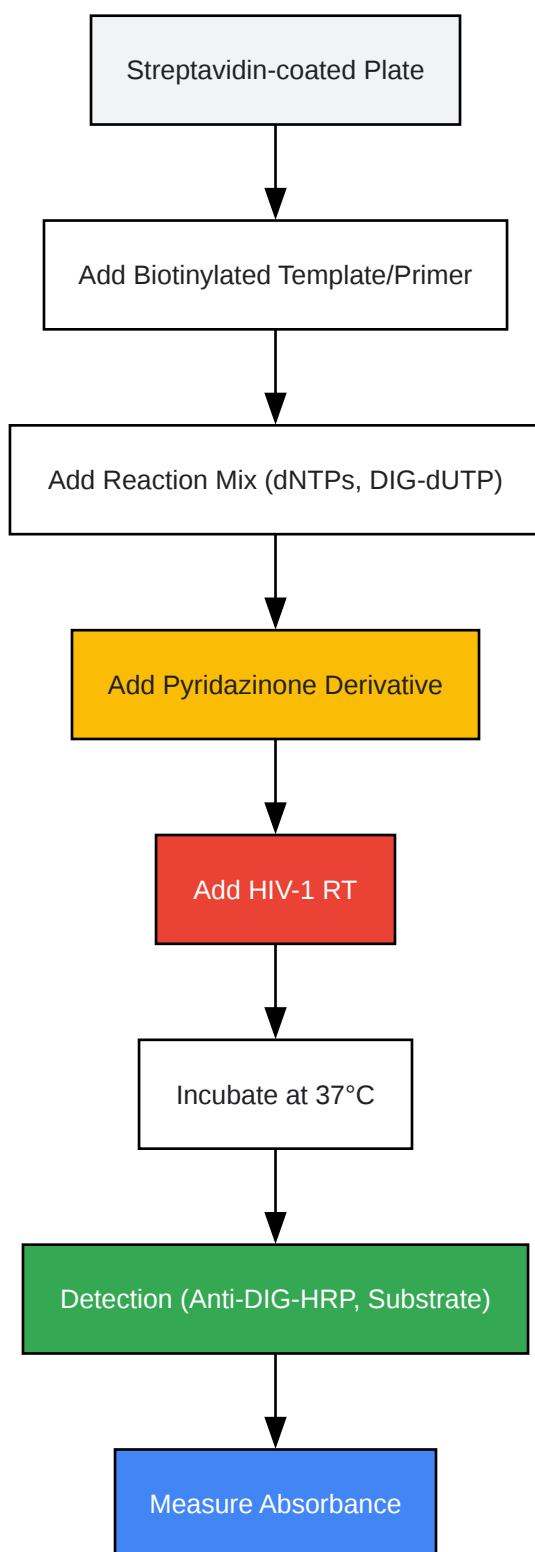 Streptavidin-coated Plate
Add Biotinylated Template/Primer
Add Reaction Mix (dNTPs, DIG-dUTP)
Add Pyridazinone Derivative
Add HIV-1 RT
Incubate at 37°C
Detection (Anti-DIG-HRP, Substrate)
Measure Absorbance